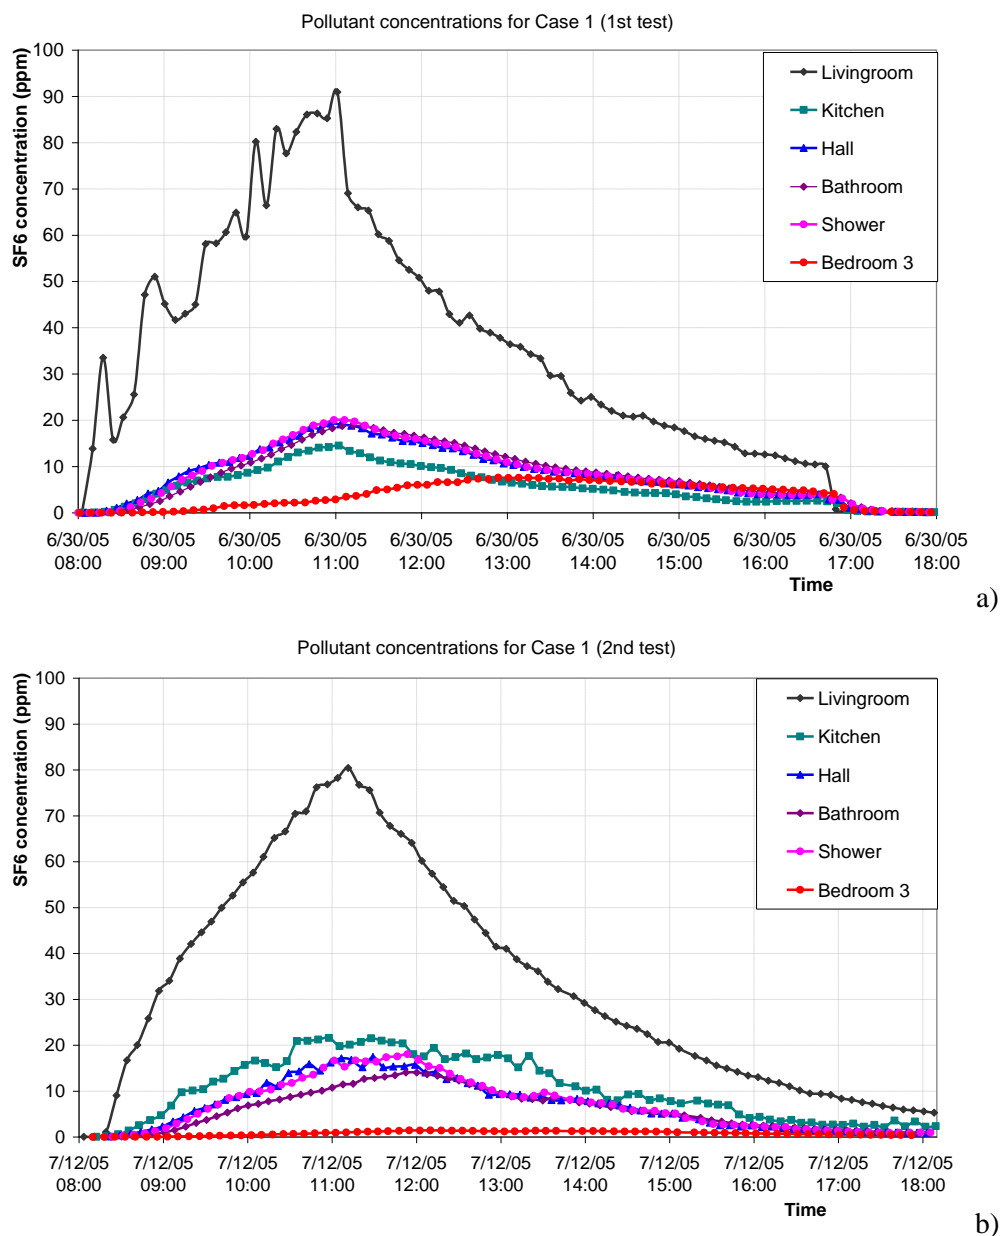 Pollutant concentrations for Case 1 (1st test)
SF6 concentration (ppm)
100
90
80
70
60
50
40
30
20
10
0
Livingroom
Kitchen
Hall
Bathroom
Shower
Bedroom 3
6/30/05 6/30/05 6/30/05 6/30/05 6/30/05 6/30/05 6/30/05 6/30/05 6/30/05 6/30/05 6/30/05
08:00 09:00 10:00 11:00 12:00 13:00 14:00 15:00 16:00 17:00 18:00
Time
a)
Pollutant concentrations for Case 1 (2nd test)
SF6 concentration (ppm)
100
90
80
70
60
50
40
30
20
10
0
Livingroom
Kitchen
Hall
Bathroom
Shower
Bedroom 3
7/12/05 7/12/05 7/12/05 7/12/05 7/12/05 7/12/05 7/12/05 7/12/05 7/12/05 7/12/05 7/12/05
08:00 09:00 10:00 11:00 12:00 13:00 14:00 15:00 16:00 17:00 18:00
Time
b)